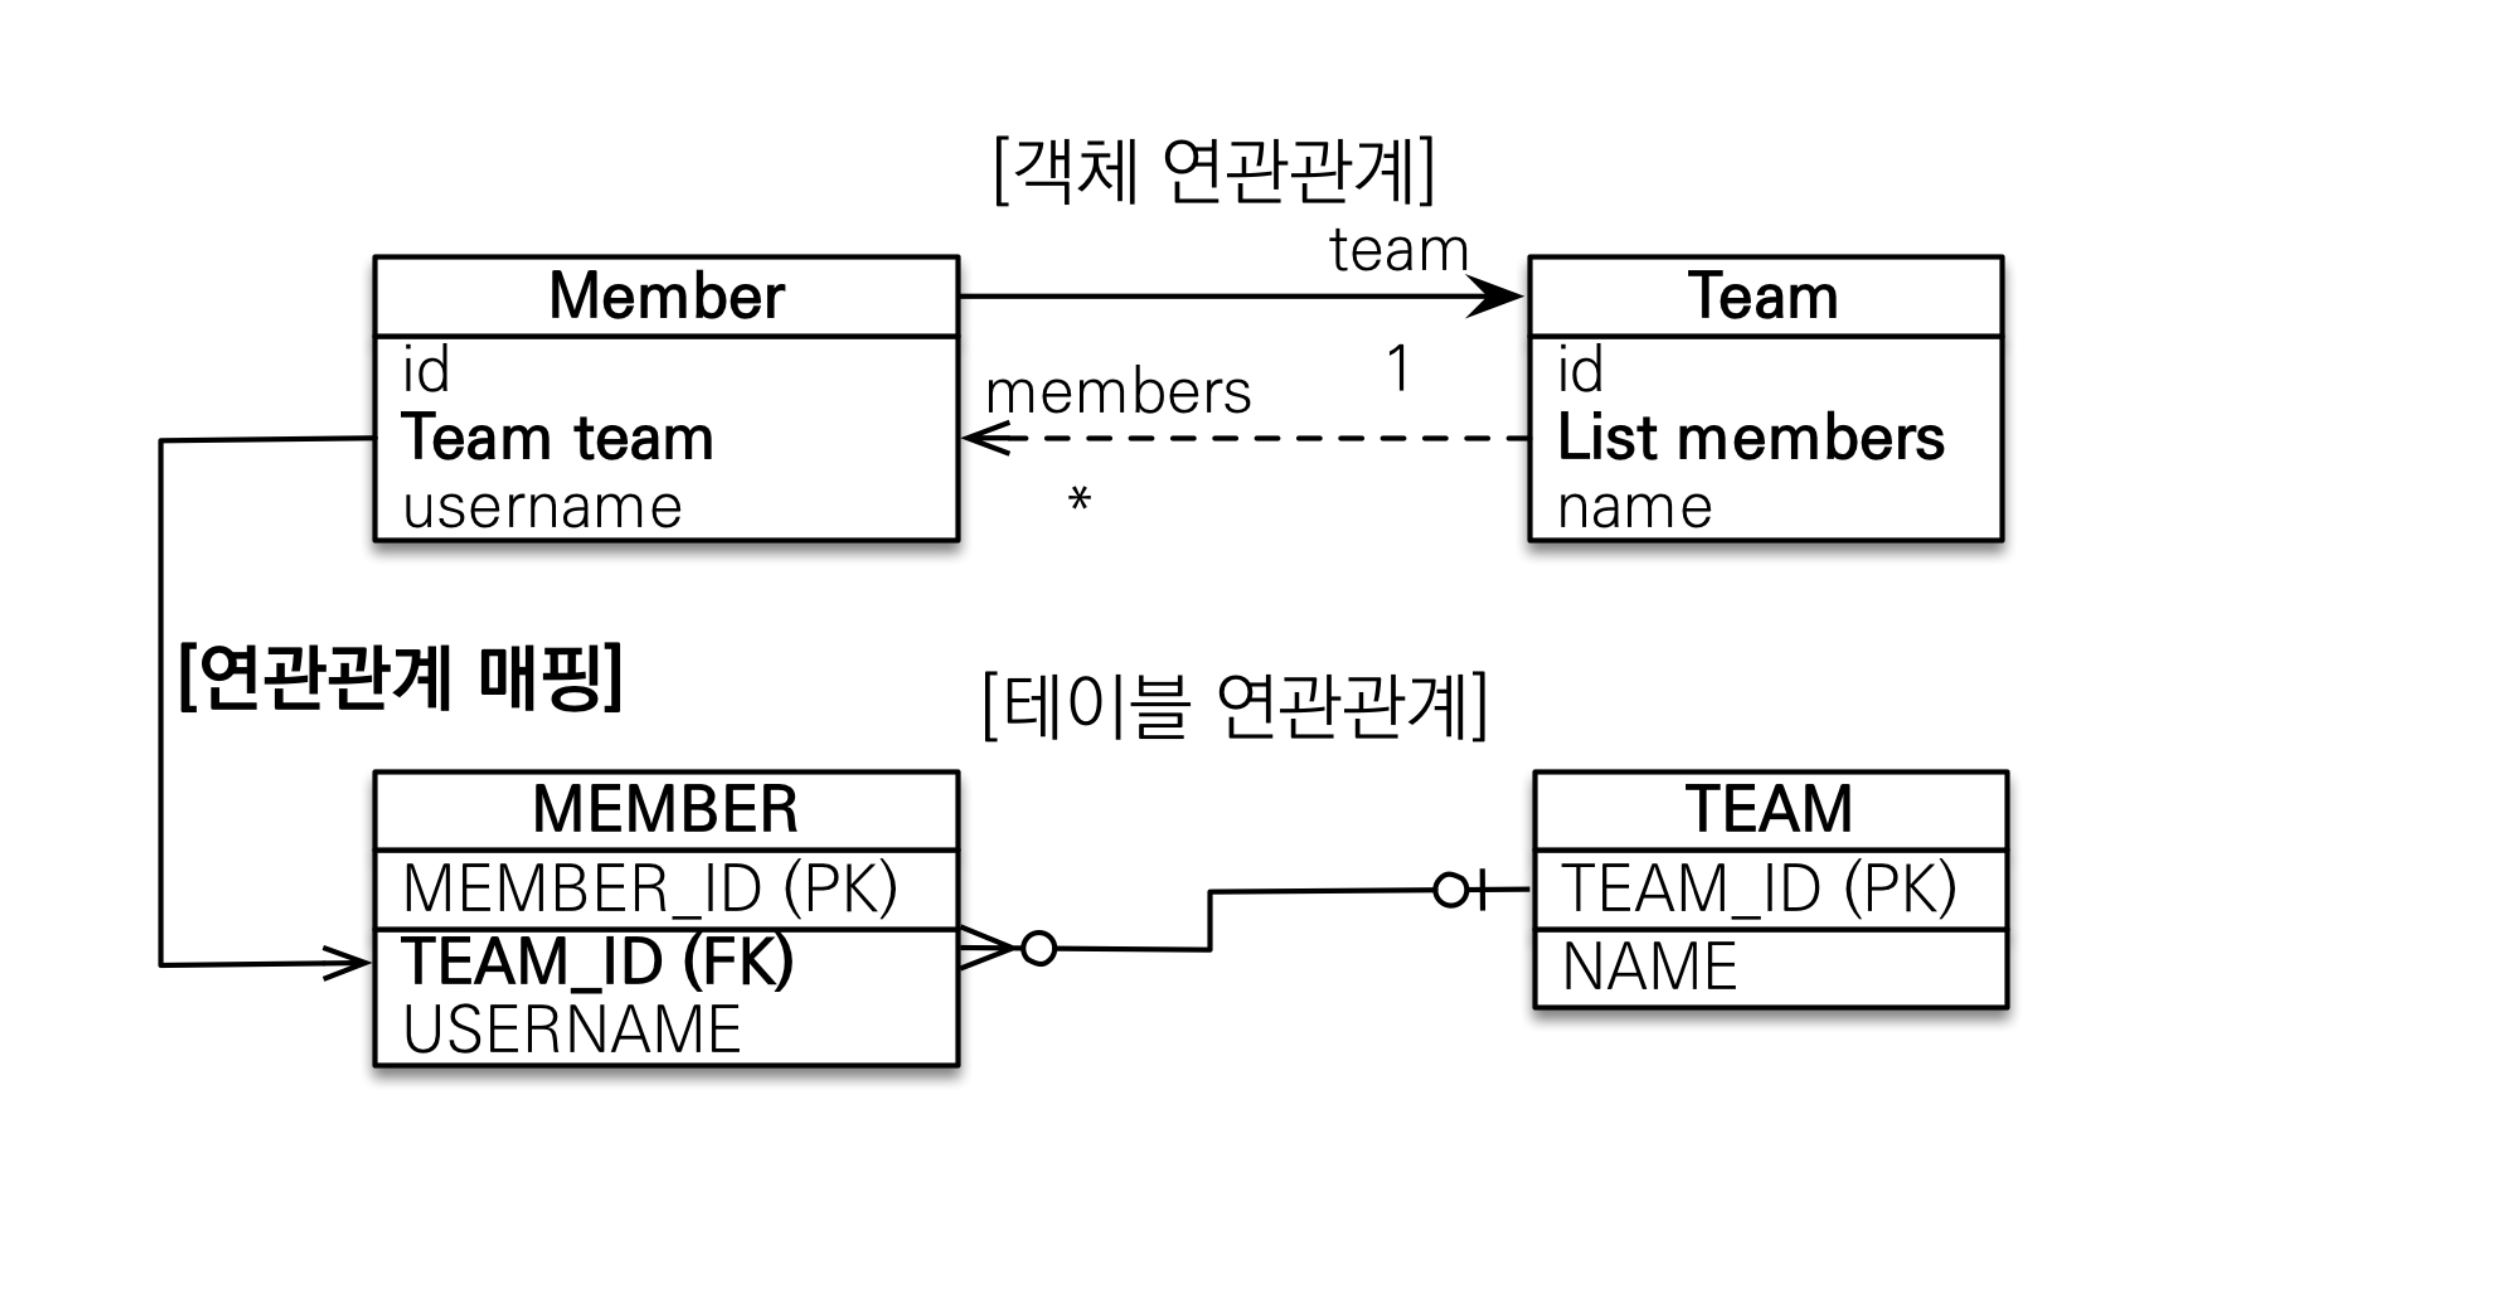 [객체 연관관계]
team
Member
Team
id
Team team
username
members
1
*
id
List members
name
[연관관계 매핑]
[테이블 연관관계]
MEMBER
MEMBER_ID (PK)
TEAM_ID (FK)
USERNAME
TEAM
TEAM_ID (PK)
NAME